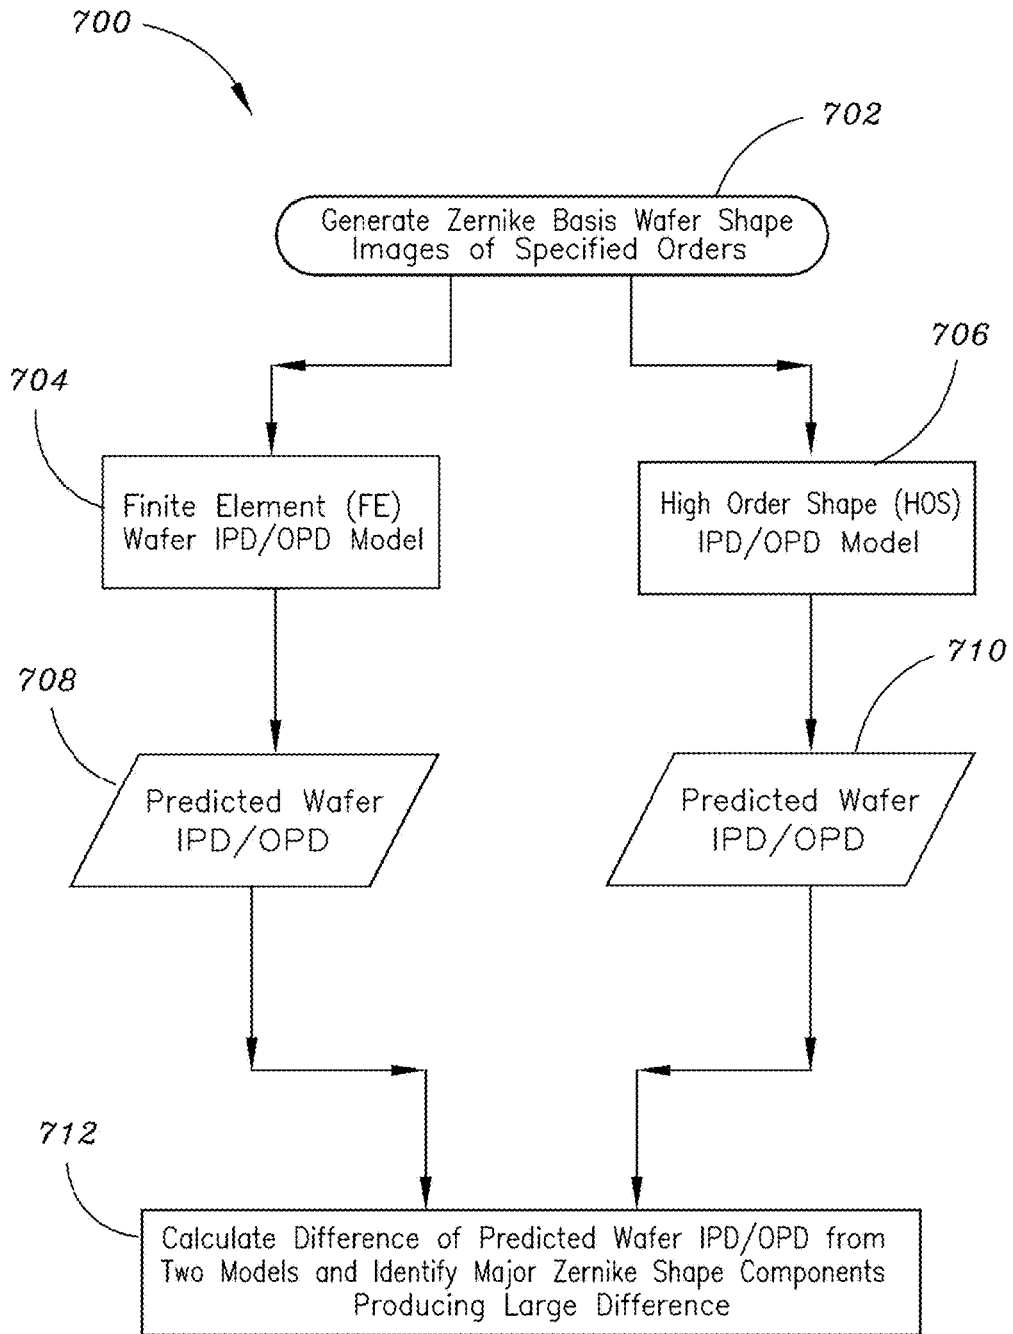 700
702
Generate Zernike Basis Wafer Shape
Images of Specified Orders
706
704
Finite Element (FE)
Wafer IPD/OPD Model
High Order Shape (HOS)
IPD/OPD Model
710
708
Predicted Wafer
IPD/OPD
Predicted Wafer
IPD/OPD
712
Calculate Difference of Predicted Wafer IPD/OPD from
Two Models and Identify Major Zernike Shape Components
Producing Large Difference